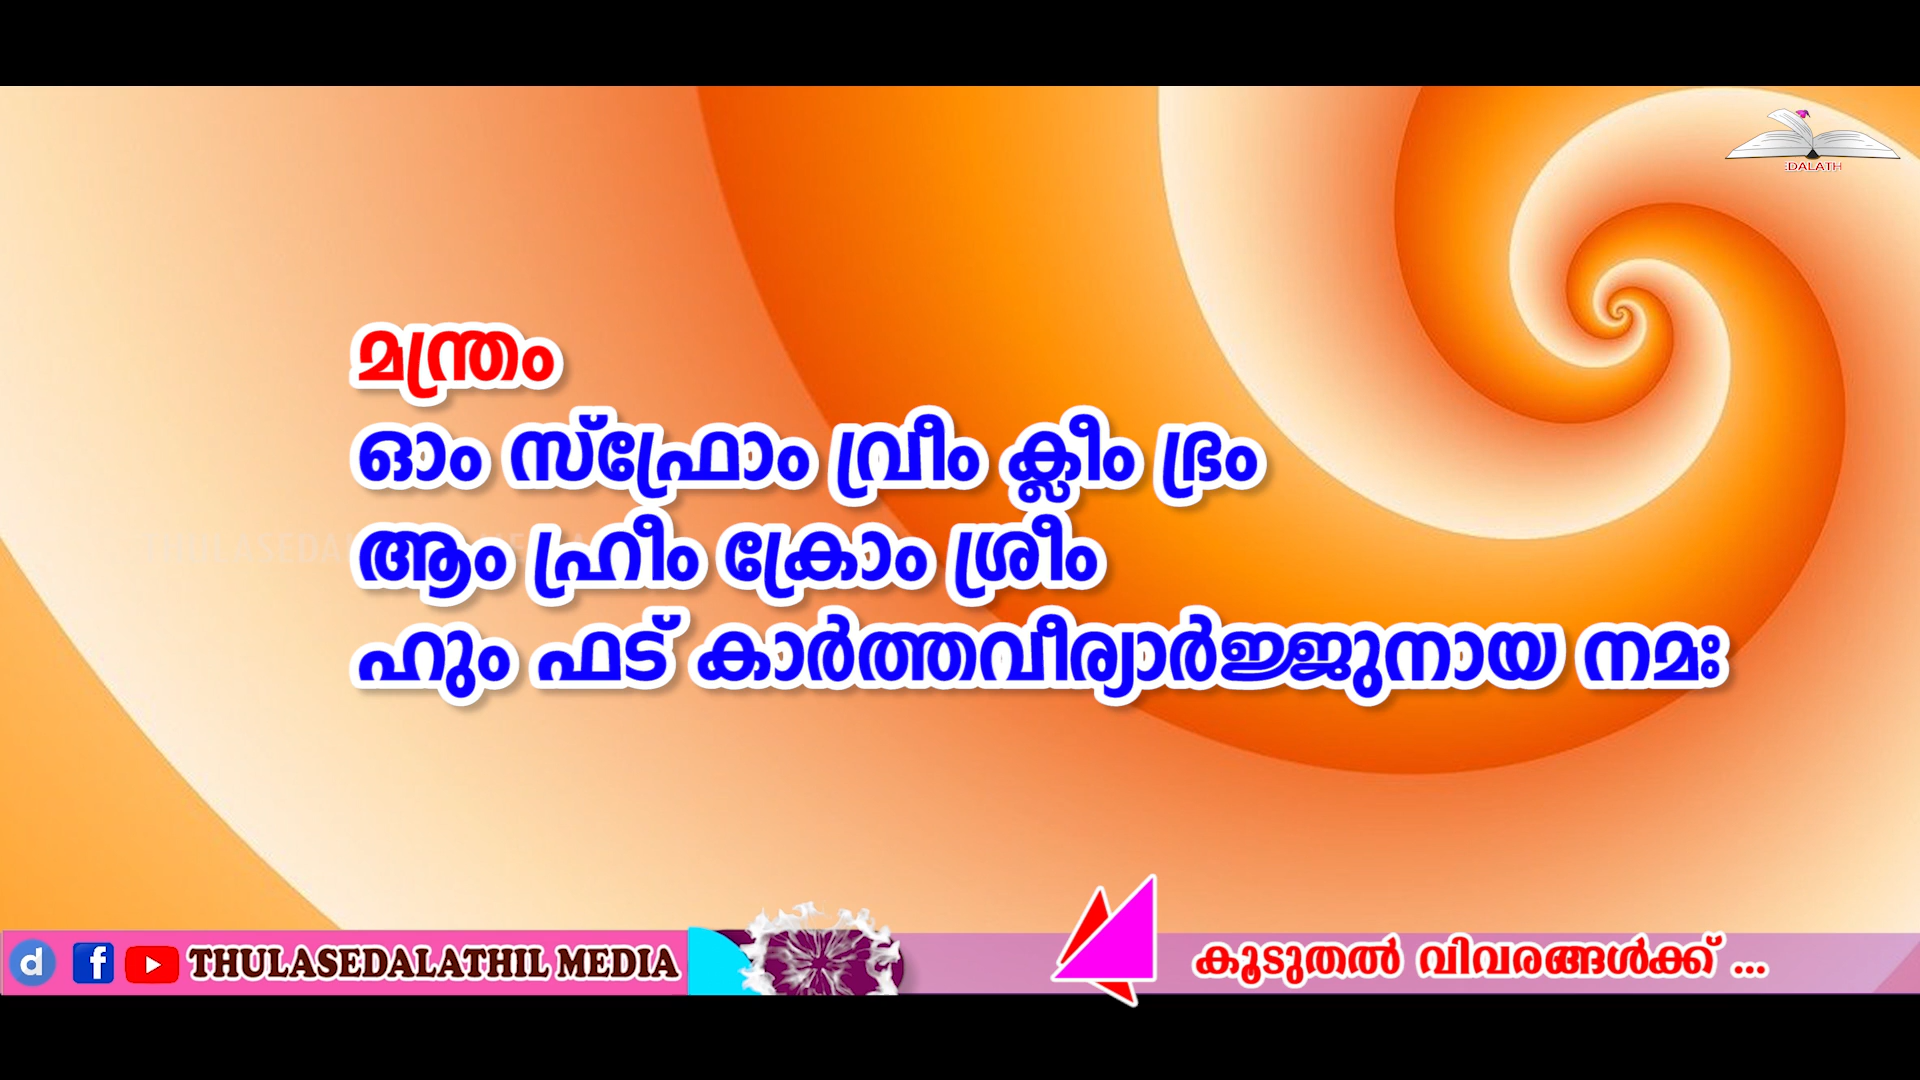 DALATH
മന്ത്രം
ഓം സ്ഫ്രോം വ്രീം ക്ലീം ഭ്രം
ആം ഹ്രീം ക്രോം ശ്രീം
ഹും ഫട് കാർത്തവീര്യാർജ്ജുനായ നമഃ
THULASEDALATHIL MEDIA
കൂടുതൽ വിവരങ്ങൾക്ക് ...